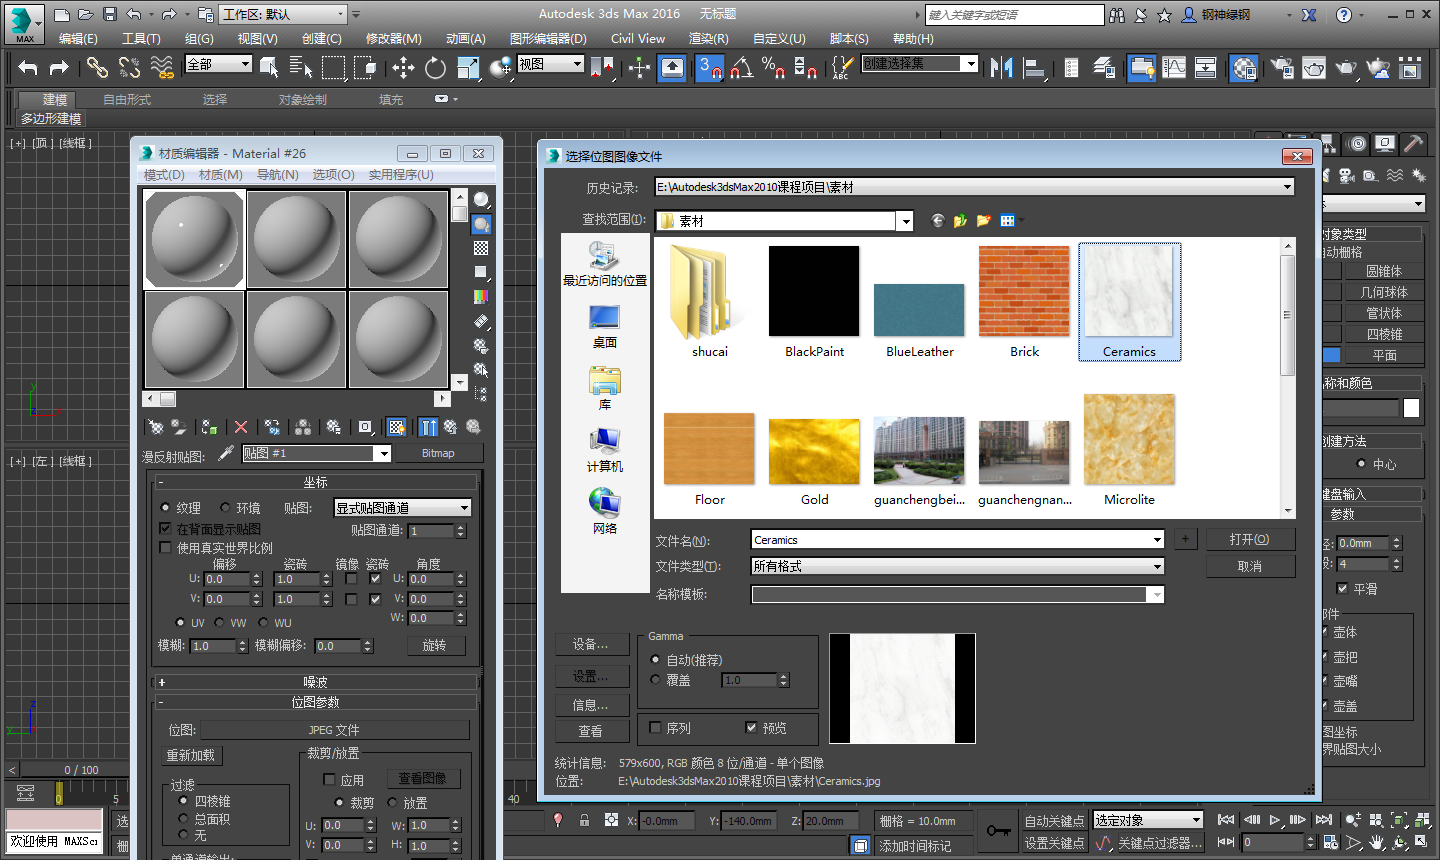 工作区: 默认
Autodesk 3ds Max 2016 无标题
键入关键字或短语
钢神绿钢
MAX
编辑(E) 工具(T) 组(G) 视图(V) 创建(C) 修改器(M) 动画(A) 图形编辑器(D) Civil View 渲染(R) 自定义(U) 脚本(S) 帮助(H)
全部 视图 3 创建选择集
建模 自由形式 选择 对象绘制 填充
多边形建模
[+] [顶 ] [线框 ]
[+] [左 ] [线框 ]
材质编辑器 - Material #26
模式(D) 材质(M) 导航(N) 选项(O) 实用程序(U)
漫反射贴图: 贴图 #1 Bitmap
- 坐标
纹理 环境 贴图: 显式贴图通道
在背面显示贴图 贴图通道: 1
使用真实世界比例
偏移 瓷砖 镜像 瓷砖 角度
U: 0.0 1.0 U: 0.0
V: 0.0 1.0 V: 0.0
W: 0.0
UV VW WU
模糊: 1.0 模糊偏移: 0.0 旋转
+ 噪波
- 位图参数
位图: JPEG 文件
重新加载
裁剪/放置
应用 查看图像
裁剪 放置
U: 0.0 W: 1.0
V: 0.0 H: 1.0
过滤
四棱锥
总面积
无
单通道输出:
选择位图图像文件
历史记录: E:\Autodesk3dsMax2010课程项目\素材
查找范围(I): 素材
最近访问的位置
桌面
库
计算机
网络
shucai BlackPaint BlueLeather Brick Ceramics
Floor Gold guanchengbei... guanchengnan... Microlite
文件名(N): Ceramics + 打开(O)
文件类型(T): 所有格式 取消
名称模板:
设备...
设置...
信息...
查看
Gamma
自动(推荐)
覆盖 1.0
序列 预览
统计信息: 579x600, RGB 颜色 8 位/通道 - 单个图像
位置: E:\Autodesk3dsMax2010课程项目\素材\Ceramics.jpg
对象类型
自动栅格
圆锥体
几何球体
管状体
四棱锥
平面
名称和颜色
创建方法
中心
键盘输入
参数
0.0mm
4
平滑
部件
壶体
壶把
壶嘴
壶盖
0 / 100
0 5 40
欢迎使用 MAXSc
X: -0.0mm Y: -140.0mm Z: 20.0mm 栅格 = 10.0mm
添加时间标记
自动关键点 选定对象
设置关键点 关键点过滤器...
0